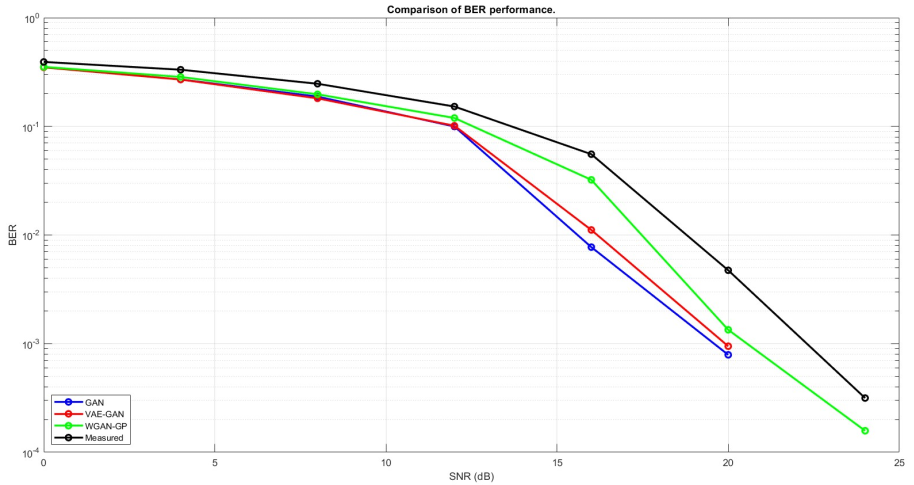 Comparison of BER performance.
10^0
10^-1
10^-2
10^-3
10^-4
BER
GAN
VAE-GAN
WGAN-GP
Measured
0 5 10 15 20 25
SNR (dB)